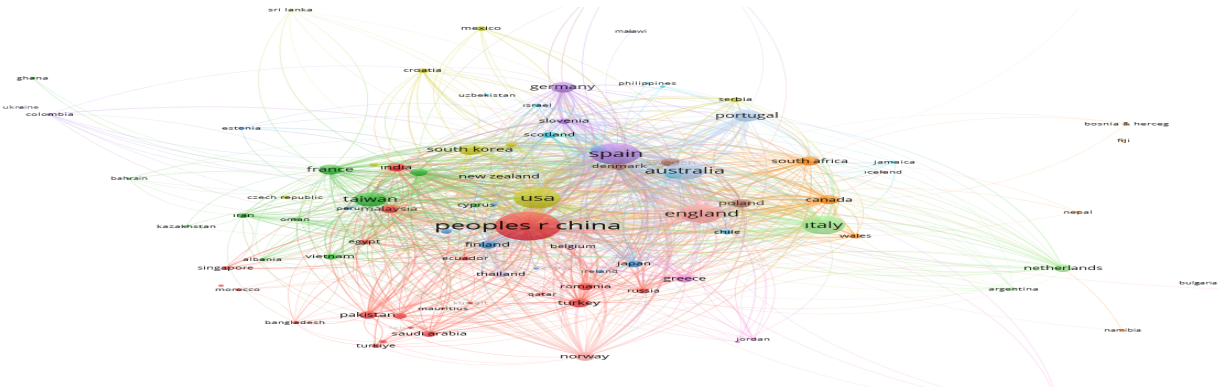 sri lanka
mexico
malawi
croatia
ghana
philippines
germany
uzbekistan
serbia
israel
ukraine
colombia
portugal
slovenia
bosnia & herceg
estonia
scotland
fiji
south korea
spain
denmark
south africa
jamaica
india
france
australia
iceland
new zealand
bahrain
czech republic
usa
taiwan
canada
poland
cyprus
peru
malaysia
england
nepal
iran
oman
kazakhstan
peoples r china
italy
chile
wales
egypt
finland
belgium
vietnam
albania
ecuador
japan
singapore
netherlands
thailand
ireland
greece
bulgaria
romania
morocco
russia
argentina
qatar
kuwait
turkey
mauritius
pakistan
bangladesh
namibia
saudi arabia
jordan
turkiye
norway